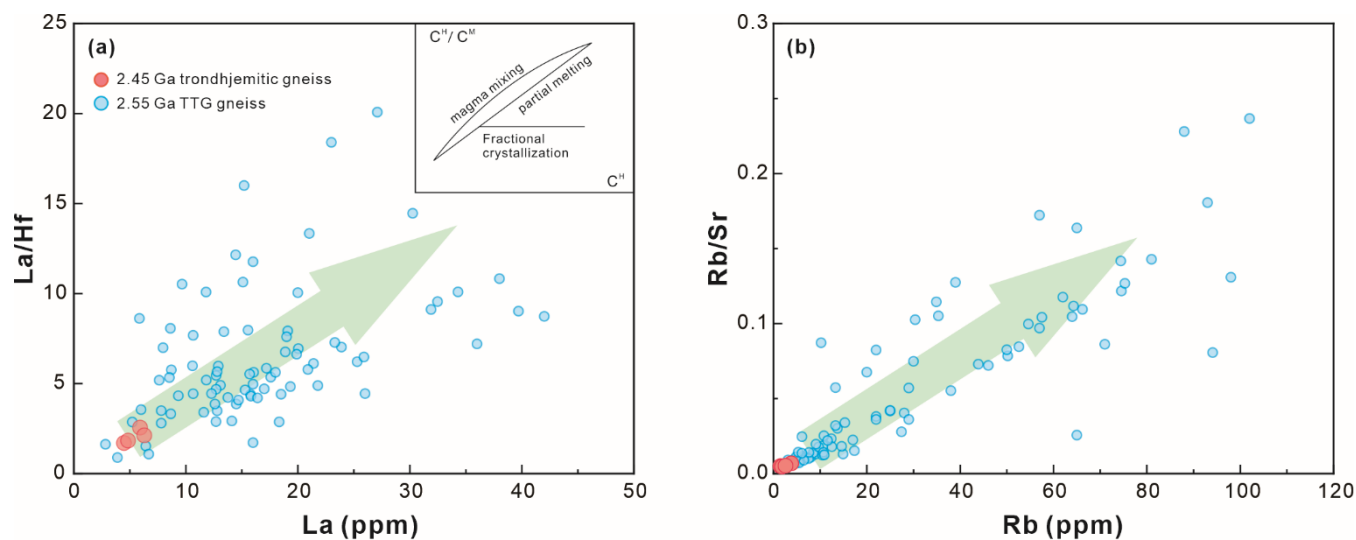 (a)
2.45 Ga trondhjemitic gneiss
2.55 Ga TTG gneiss
C^H/C^M
magma mixing
partial melting
Fractional
crystallization
C^H
25
20
15
10
5
0
La/Hf
0 10 20 30 40 50
La (ppm)
(b)
0.3
0.2
0.1
0.0
Rb/Sr
0 20 40 60 80 100 120
Rb (ppm)